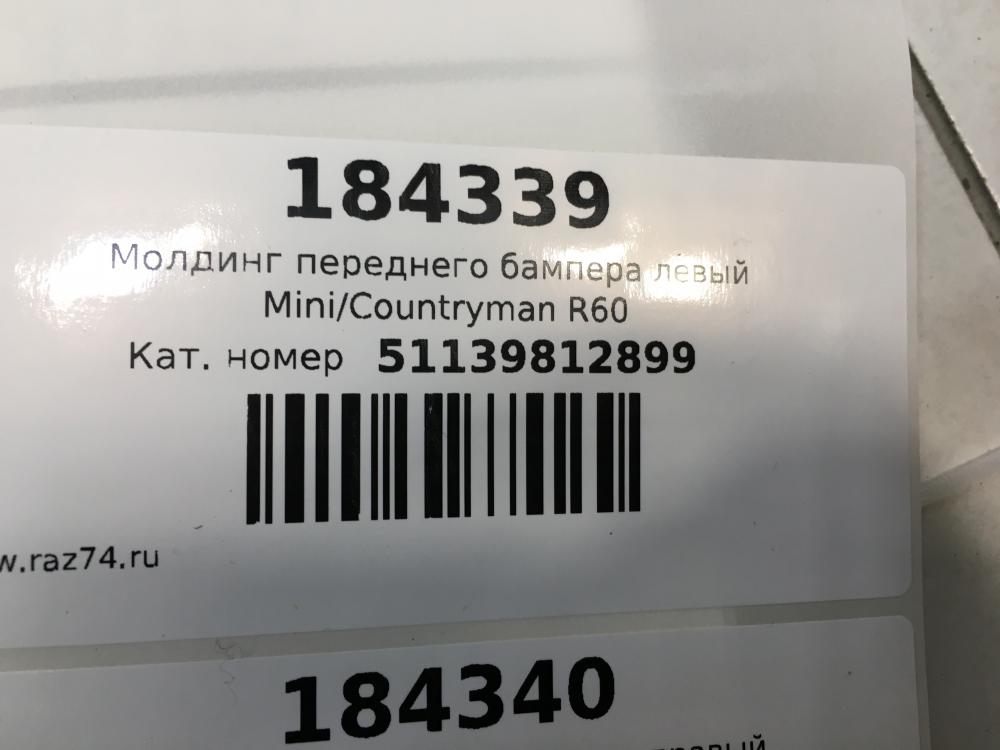 184339
Молдинг переднего бампера левый
Mini/Countryman R60
Кат. номер 51139812899
w.raz74.ru
184340